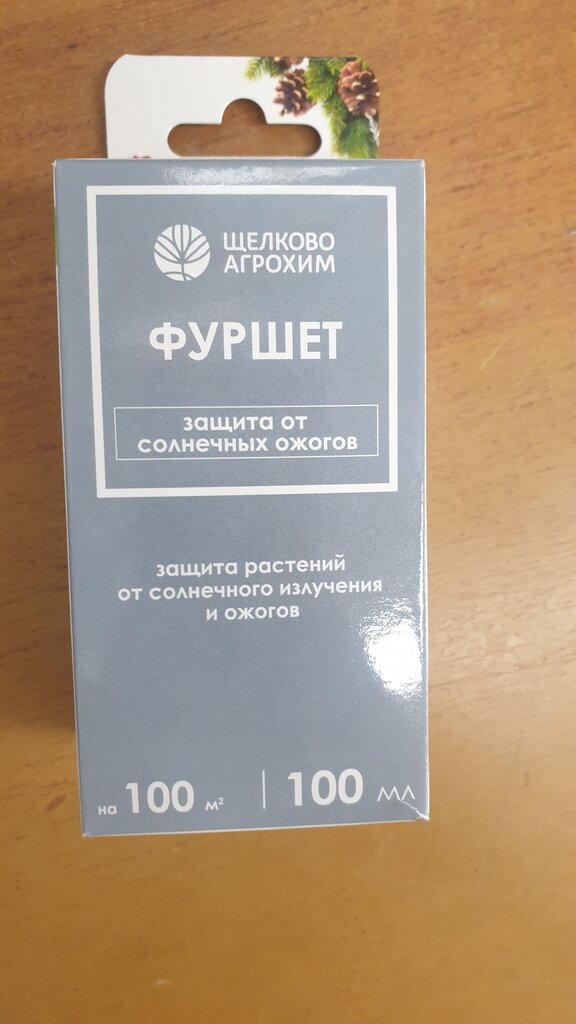 ЩЕЛКОВО
АГРОХИМ
ФУРШЕТ
защита от
солнечных ожогов
защита растений
от солнечного излучения
и ожогов
на 100 м² | 100 мл